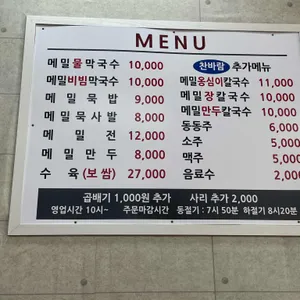 MENU
메밀물막국수 10,000
메밀비빔막국수 10,000
메밀묵밥 9,000
메밀묵사발 8,000
메밀전 12,000
메밀만두 8,000
수육(보쌈) 27,000
찬바람 추가메뉴
메밀옹심이칼국수 11,000
메밀장칼국수 10,000
메밀만두칼국수 10,000
동동주 6,000
소주 5,000
맥주 5,000
음료수 2,000
곱배기 1,000원 추가 사리 추가 2,000
영업시간 10시~ 주문마감시간 동절기 : 7시 50분 하절기 8시20분